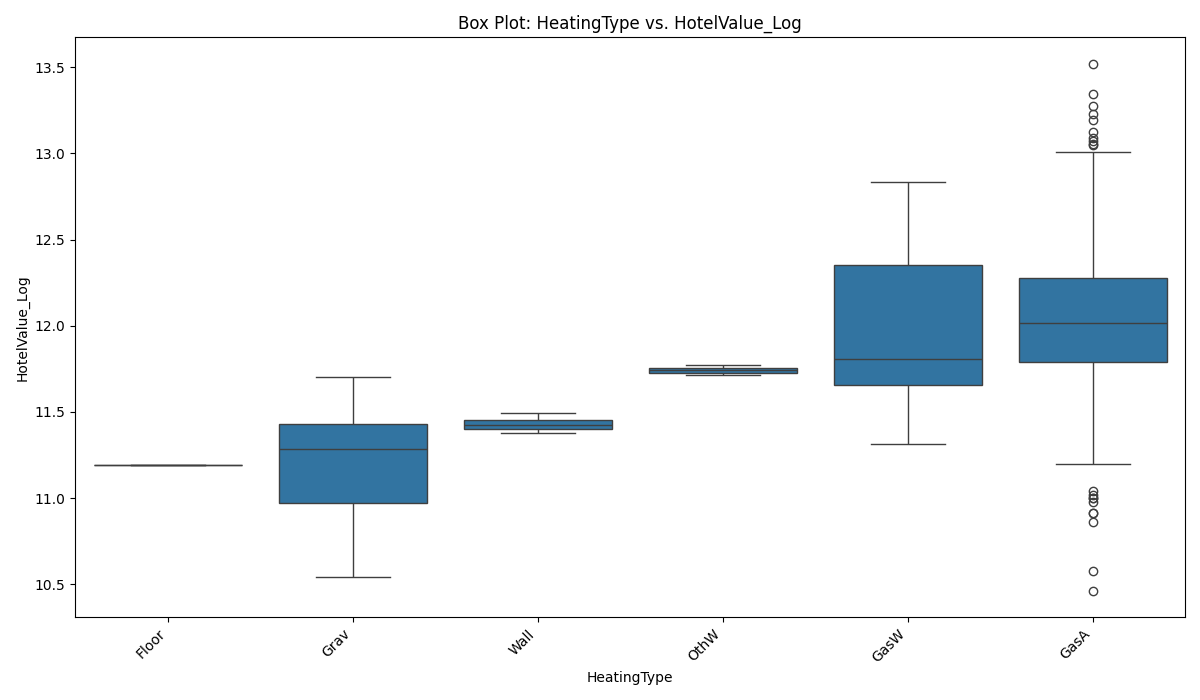 Box Plot: HeatingType vs. HotelValue_Log
HotelValue_Log
13.5
13.0
12.5
12.0
11.5
11.0
10.5
Floor
Grav
Wall
OthW
GasW
GasA
HeatingType